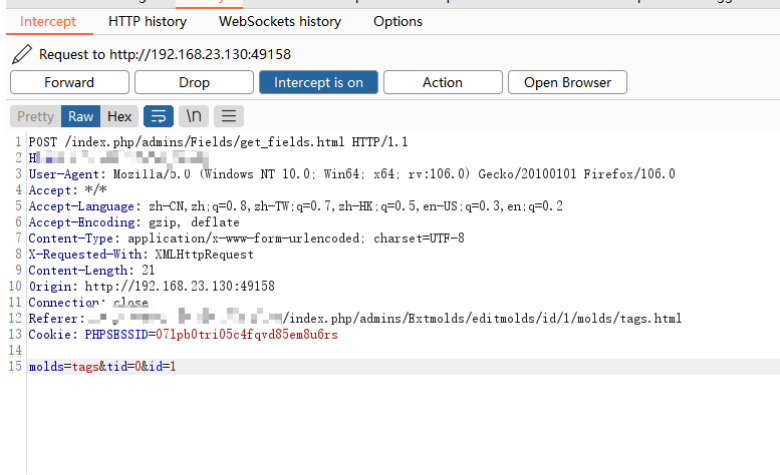 Intercept HTTP history WebSockets history Options
Request to http://192.168.23.130:49158
Forward Drop Intercept is on Action Open Browser
Pretty Raw Hex \n
1 POST /index.php/admins/Fields/get_fields.html HTTP/1.1
2 H
3 User-Agent: Mozilla/5.0 (Windows NT 10.0; Win64; x64; rv:106.0) Gecko/20100101 Firefox/106.0
4 Accept: */*
5 Accept-Language: zh-CN,zh;q=0.8,zh-TW;q=0.7,zh-HK;q=0.5,en-US;q=0.3,en;q=0.2
6 Accept-Encoding: gzip, deflate
7 Content-Type: application/x-www-form-urlencoded; charset=UTF-8
8 X-Requested-With: XMLHttpRequest
9 Content-Length: 21
10 Origin: http://192.168.23.130:49158
11 Connection: close
12 Referer: /index.php/admins/Extmolds/editmolds/id/1/molds/tags.html
13 Cookie: PHPSESSID=07lpb0tri05c4fqvd85em8u6rs
14
15 molds=tags&tid=0&id=1